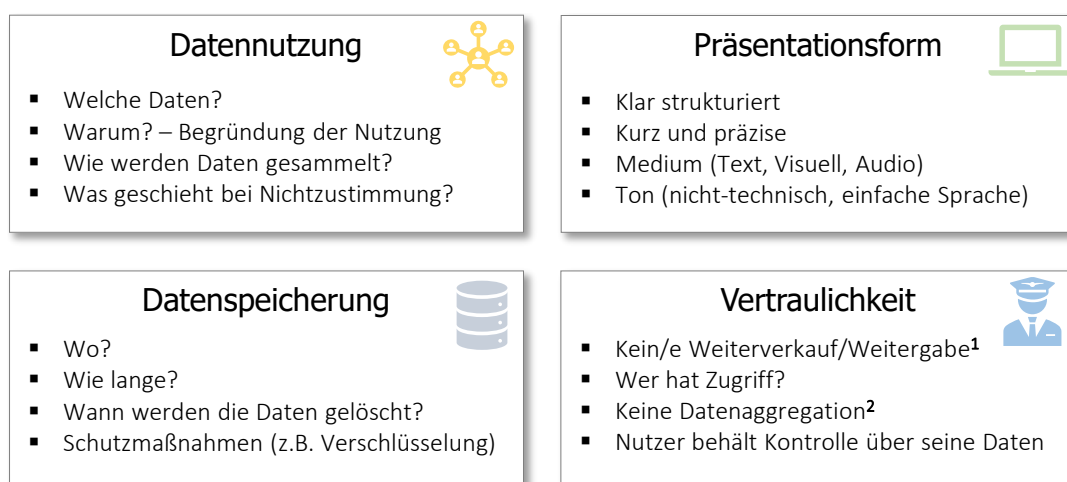 Datennutzung
▪ Welche Daten?
▪ Warum? – Begründung der Nutzung
▪ Wie werden Daten gesammelt?
▪ Was geschieht bei Nichtzustimmung?
Präsentationsform
▪ Klar strukturiert
▪ Kurz und präzise
▪ Medium (Text, Visuell, Audio)
▪ Ton (nicht-technisch, einfache Sprache)
Datenspeicherung
▪ Wo?
▪ Wie lange?
▪ Wann werden die Daten gelöscht?
▪ Schutzmaßnahmen (z.B. Verschlüsselung)
Vertraulichkeit
▪ Kein/e Weiterverkauf/Weitergabe¹
▪ Wer hat Zugriff?
▪ Keine Datenaggregation²
▪ Nutzer behält Kontrolle über seine Daten